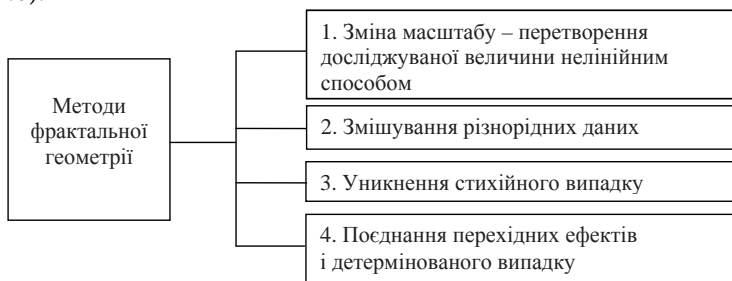 1. Зміна масштабу – перетворення
досліджуваної величини нелінійним
способом
Методи
фрактальної
геометрії
2. Змішування різнорідних даних
3. Уникнення стихійного випадку
4. Поєднання перехідних ефектів
і детермінованого випадку